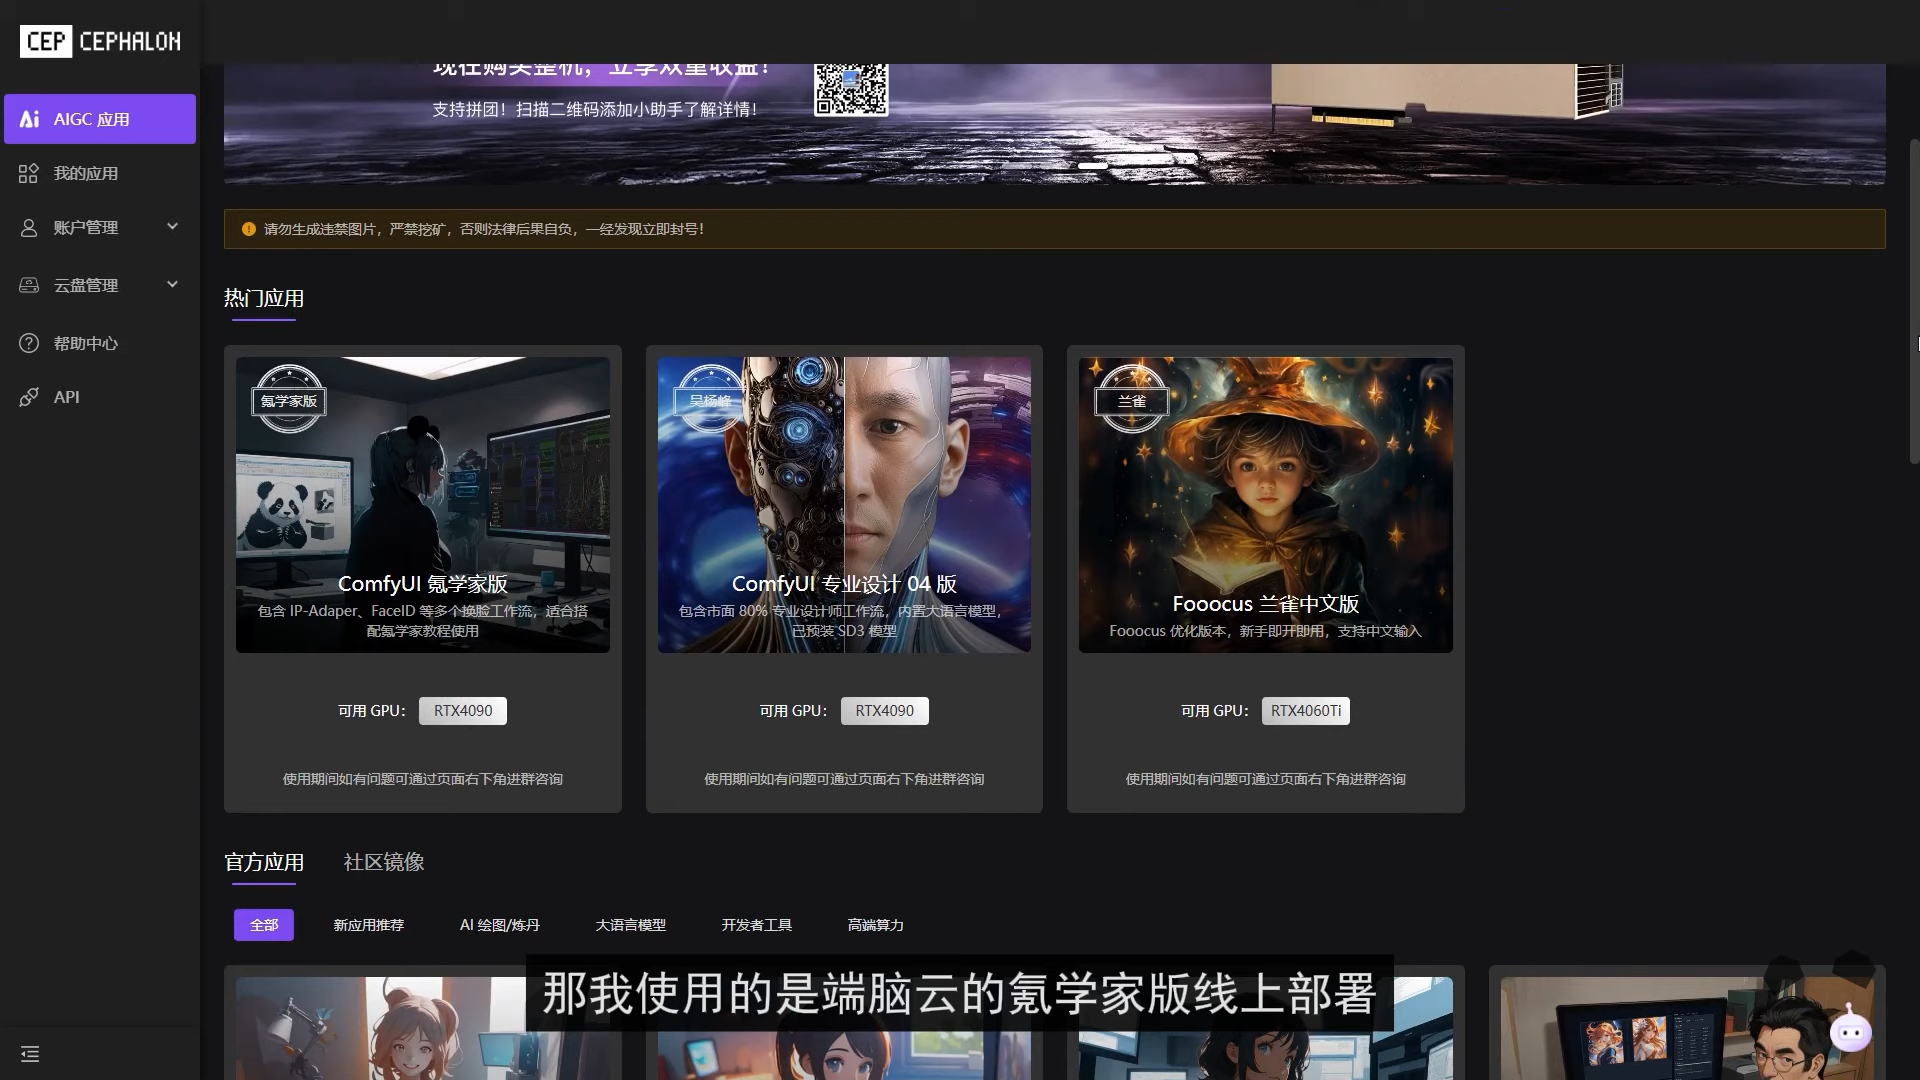 CEP CEPHALON
AIGC 应用
我的应用
账户管理
云盘管理
帮助中心
API
现在购买整机，立享双重收益！
支持拼团！扫描二维码添加小助手了解详情！
请勿生成违禁图片，严禁挖矿，否则法律后果自负，一经发现立即封号！
热门应用
氪学家版
ComfyUI 氪学家版
包含 IP-Adaper、FaceID 等多个换脸工作流，适合搭
配氪学家教程使用
可用 GPU： RTX4090
使用期间如有问题可通过页面右下角进群咨询
吴杨峰
ComfyUI 专业设计 04 版
包含市面 80% 专业设计师工作流，内置大语言模型，
已预装 SD3 模型
可用 GPU： RTX4090
使用期间如有问题可通过页面右下角进群咨询
兰雀
Fooocus 兰雀中文版
Fooocus 优化版本，新手即开即用，支持中文输入
可用 GPU： RTX4060Ti
使用期间如有问题可通过页面右下角进群咨询
官方应用 社区镜像
全部 新应用推荐 AI 绘图/炼丹 大语言模型 开发者工具 高端算力
那我使用的是端脑云的氪学家版线上部署